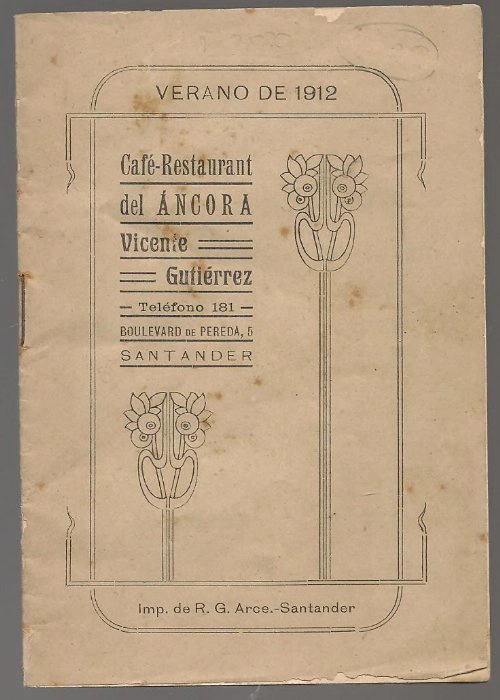 VERANO DE 1912
Café-Restaurant
del ÁNCORA
Vicente
Gutiérrez
Teléfono 181
BOULEVARD DE PEREDA, 5
SANTANDER
Imp. de R. G. Arce.-Santander